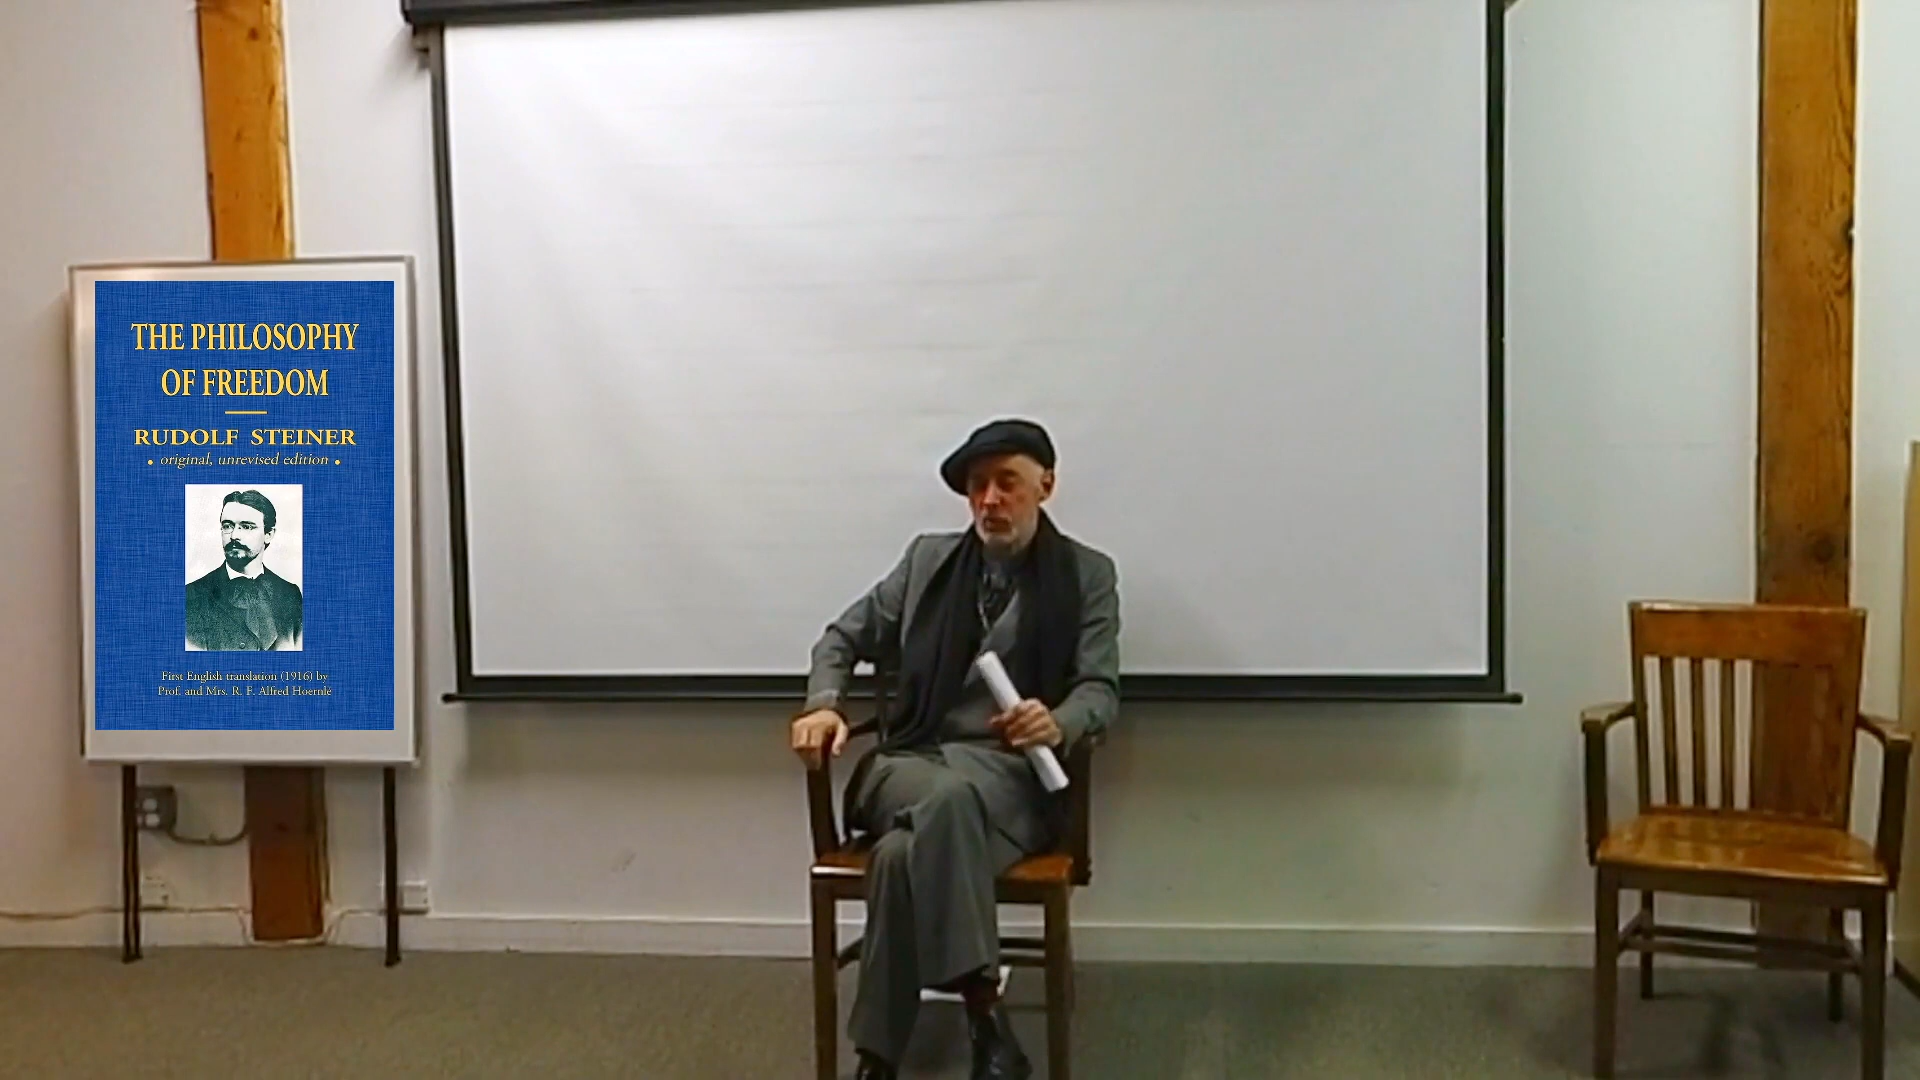 THE PHILOSOPHY
OF FREEDOM
RUDOLF STEINER
• original, unrevised edition •
First English translation (1916) by
Prof. and Mrs. R. F. Alfred Hoernlé